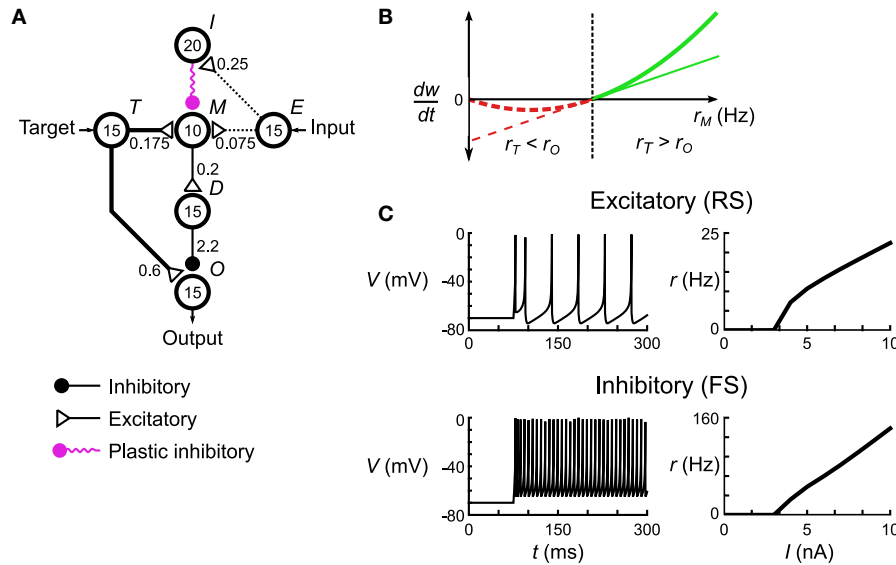 A
I
20
0.25
T
M
E
Target
15
10
15
Input
0.175
0.075
0.2
D
15
2.2
0.6
O
15
Output
Inhibitory
Excitatory
Plastic inhibitory
B
dw
dt
0
r_M (Hz)
r_T < r_O
r_T > r_O
C
Excitatory (RS)
0
-40
-80
V (mV)
0
150
300
25
0
r (Hz)
0
5
10
Inhibitory (FS)
0
-40
-80
V (mV)
0
150
300
t (ms)
160
0
r (Hz)
0
5
10
I (nA)